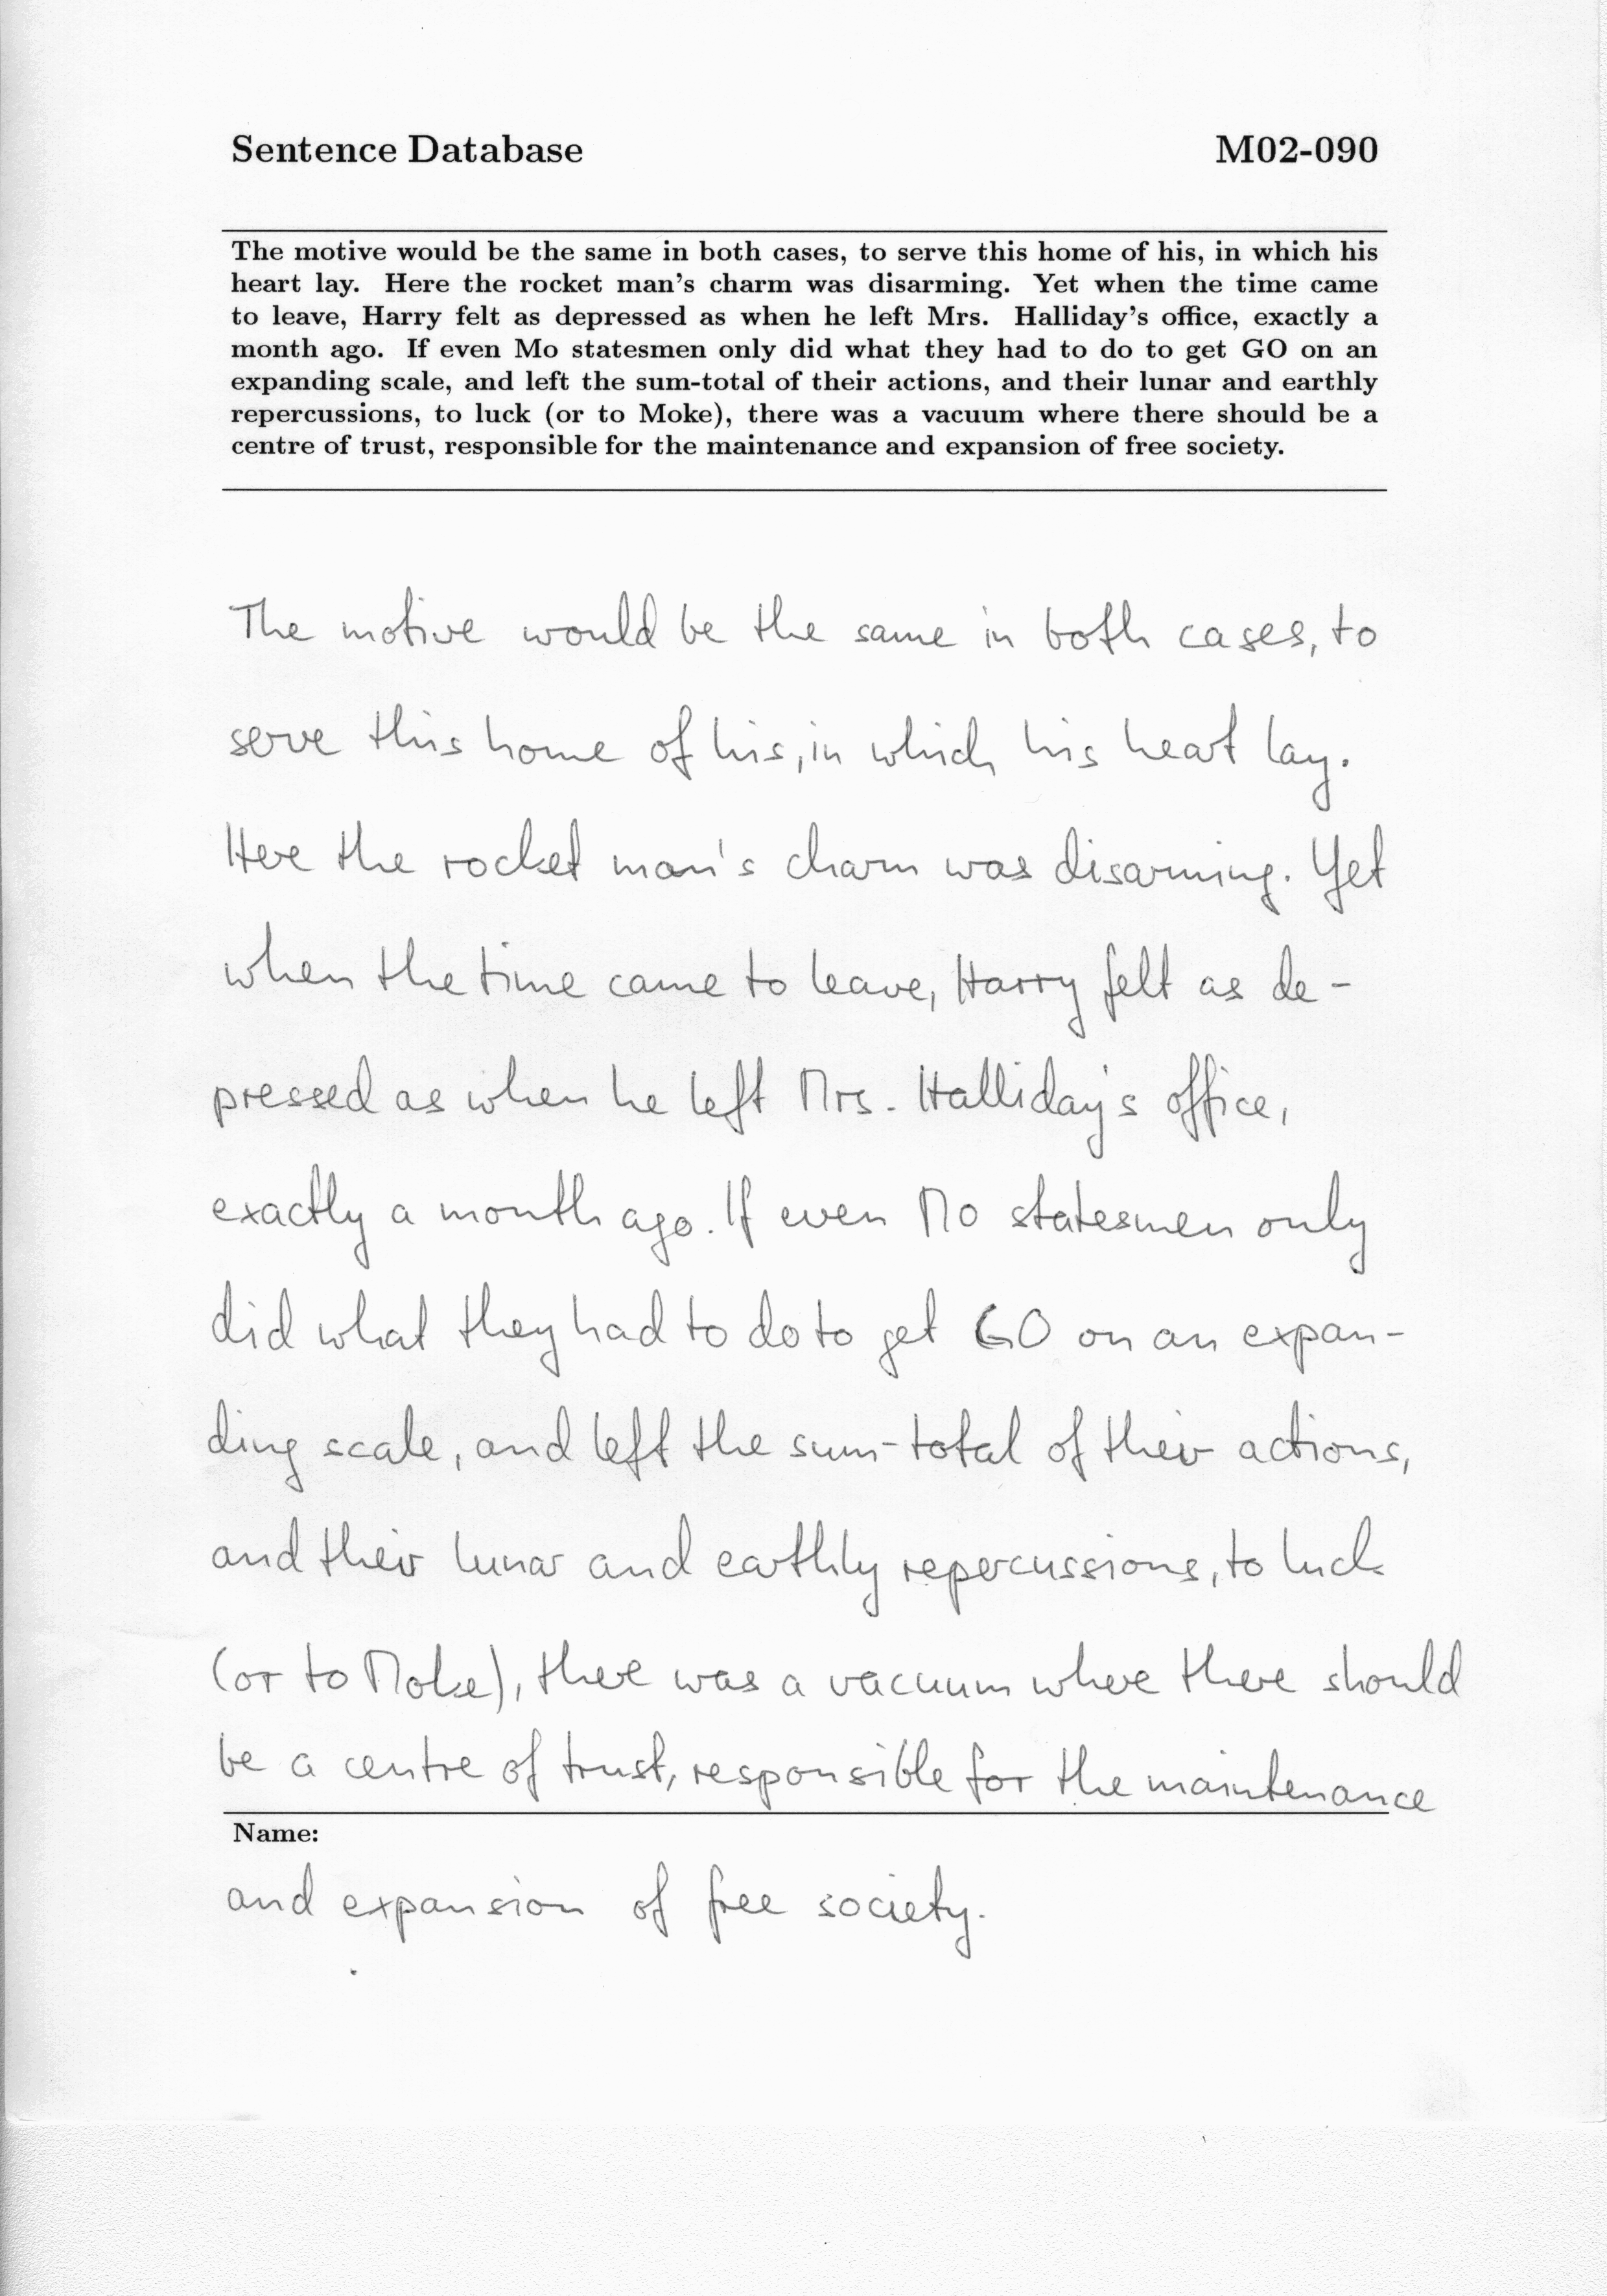 Sentence Database M02-090
The motive would be the same in both cases, to serve this home of his, in which his
heart lay. Here the rocket man's charm was disarming. Yet when the time came
to leave, Harry felt as depressed as when he left Mrs. Halliday's office, exactly a
month ago. If even Mo statesmen only did what they had to do to get GO on an
expanding scale, and left the sum-total of their actions, and their lunar and earthly
repercussions, to luck (or to Moke), there was a vacuum where there should be a
centre of trust, responsible for the maintenance and expansion of free society.
The motive would be the same in both cases, to
serve this home of his, in which his heart lay.
Here the rocket man's charm was disarming. Yet
when the time came to leave, Harry felt as de-
pressed as when he left Mrs. Halliday's office,
exactly a month ago. If even Mo statesmen only
did what they had to do to get GO on an expan-
ding scale, and left the sum-total of their actions,
and their lunar and earthly repercussions, to luck
(or to Moke), there was a vacuum where there should
be a centre of trust, responsible for the maintenance
Name:
and expansion of free society.